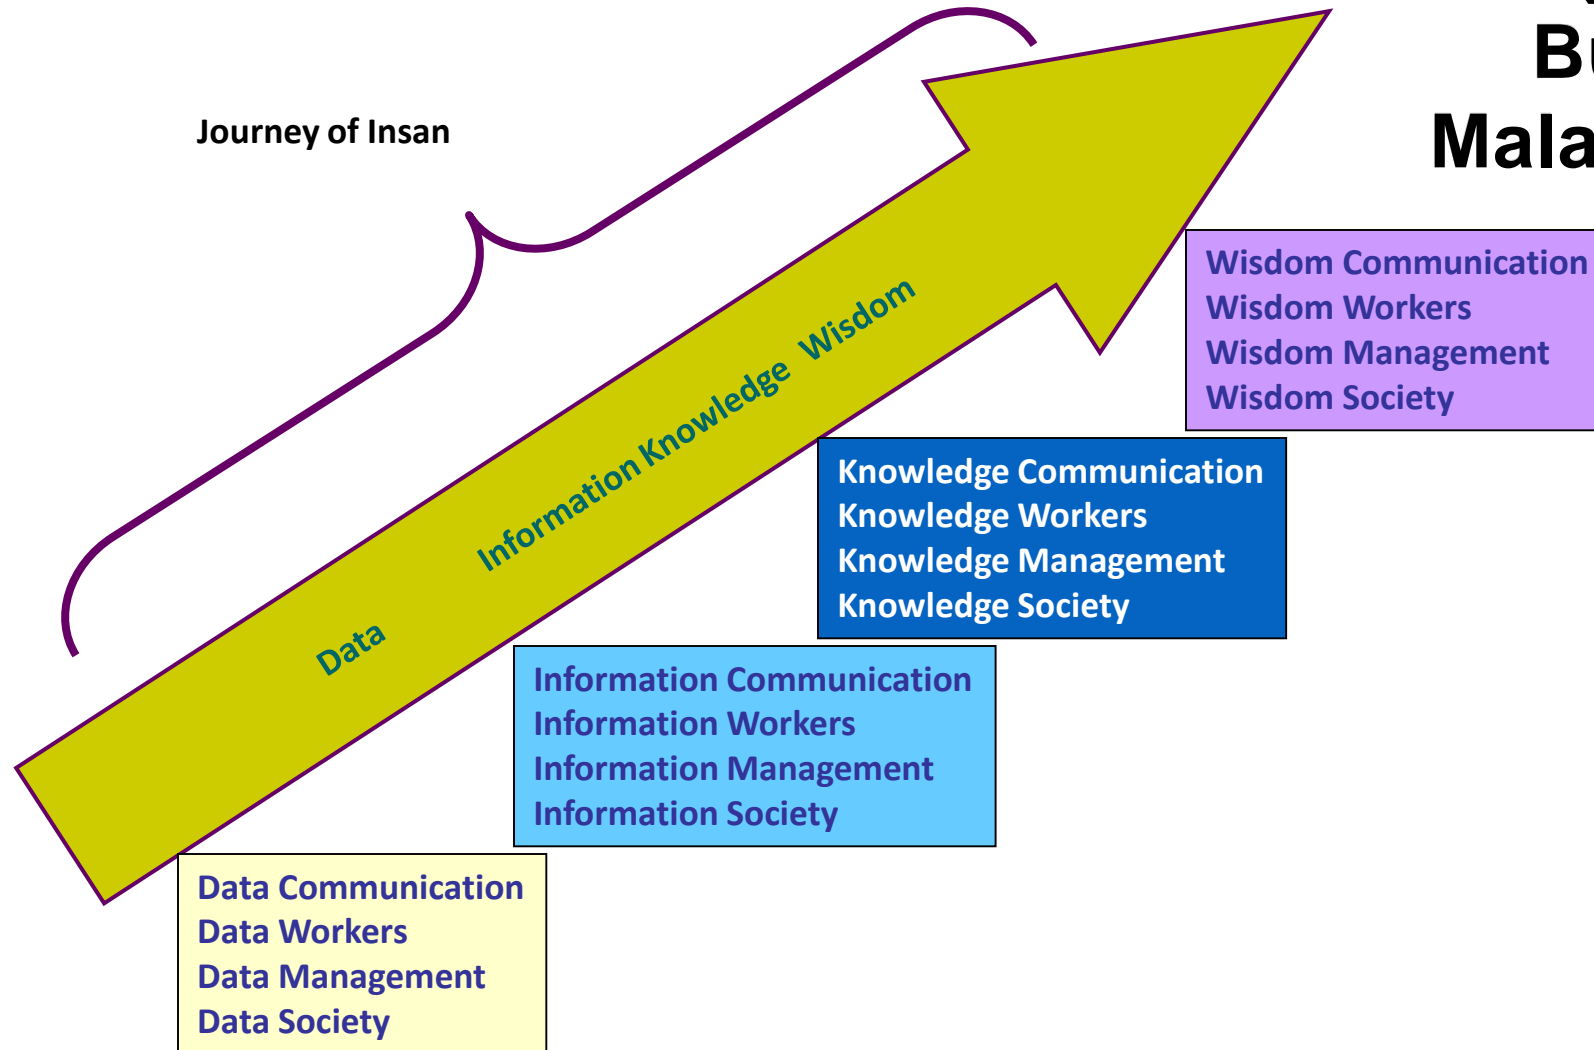 Journey of Insan
Data Information Knowledge Wisdom
Wisdom Communication
Wisdom Workers
Wisdom Management
Wisdom Society
Knowledge Communication
Knowledge Workers
Knowledge Management
Knowledge Society
Information Communication
Information Workers
Information Management
Information Society
Data Communication
Data Workers
Data Management
Data Society